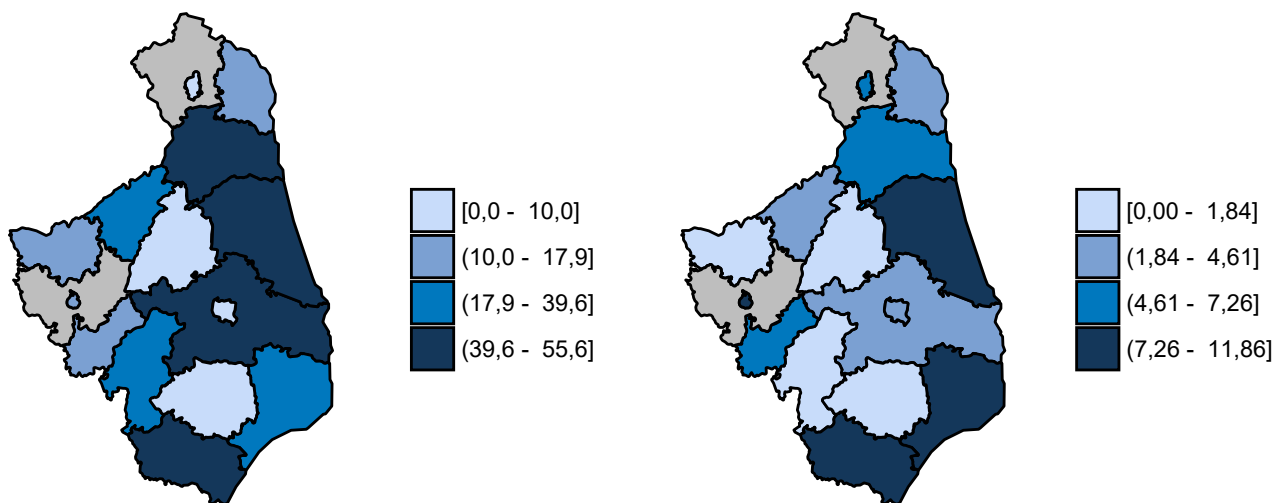 [0,0 - 10,0]
(10,0 - 17,9]
(17,9 - 39,6]
(39,6 - 55,6]
[0,00 - 1,84]
(1,84 - 4,61]
(4,61 - 7,26]
(7,26 - 11,86]